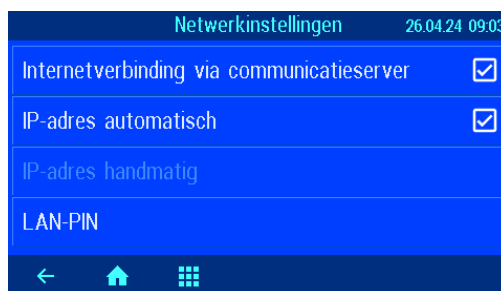 Netwerkinstellingen 26.04.24 09:03
Internetverbinding via communicatieserver
IP-adres automatisch
IP-adres handmatig
LAN-PIN